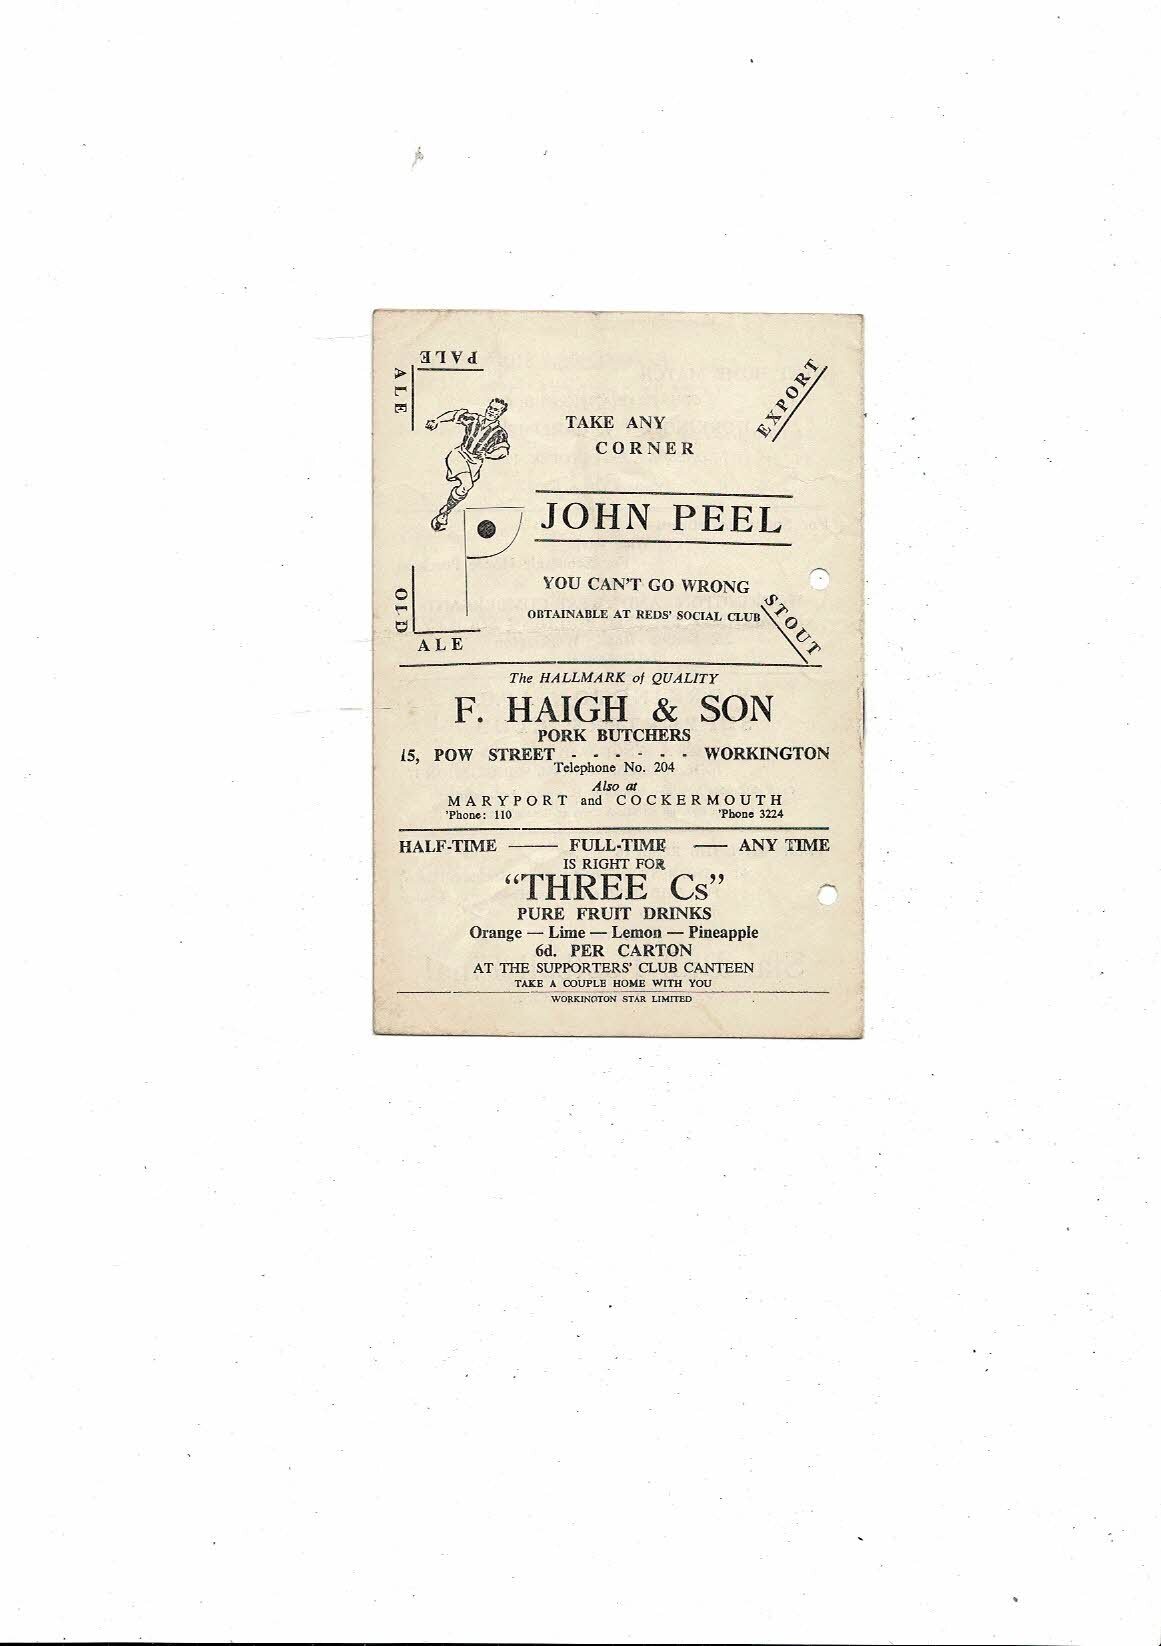 PALE
ALE
EXPORT
TAKE ANY
CORNER
JOHN PEEL
YOU CAN'T GO WRONG
OBTAINABLE AT REDS' SOCIAL CLUB
STOUT
OLD
ALE
The HALLMARK of QUALITY
F. HAIGH & SON
PORK BUTCHERS
15, POW STREET - - - - - - WORKINGTON
Telephone No. 204
Also at
MARYPORT and COCKERMOUTH
'Phone: 110 'Phone 3224
HALF-TIME —— FULL-TIME —— ANY TIME
IS RIGHT FOR
“THREE Cs”
PURE FRUIT DRINKS
Orange — Lime — Lemon — Pineapple
6d. PER CARTON
AT THE SUPPORTERS' CLUB CANTEEN
TAKE A COUPLE HOME WITH YOU
WORKINGTON STAR LIMITED